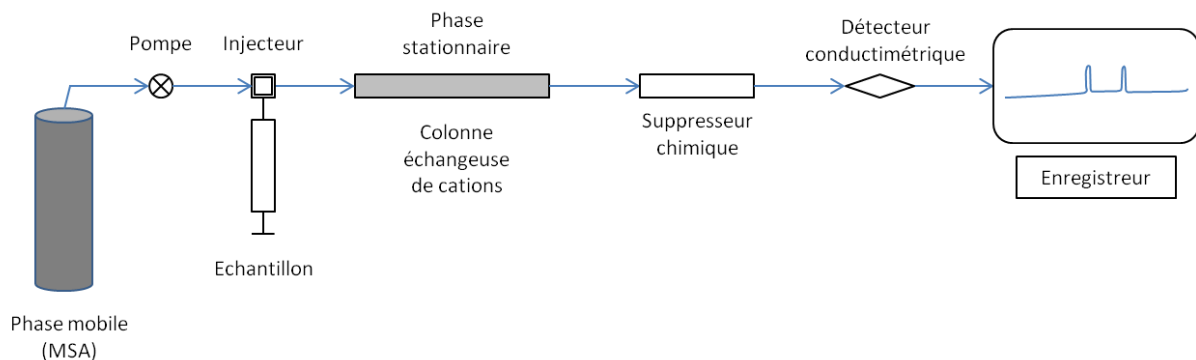 Pompe
Injecteur
Phase
stationnaire
Détecteur
conductimétrique
Colonne
échangeuse
de cations
Suppresseur
chimique
Enregistreur
Echantillon
Phase mobile
(MSA)